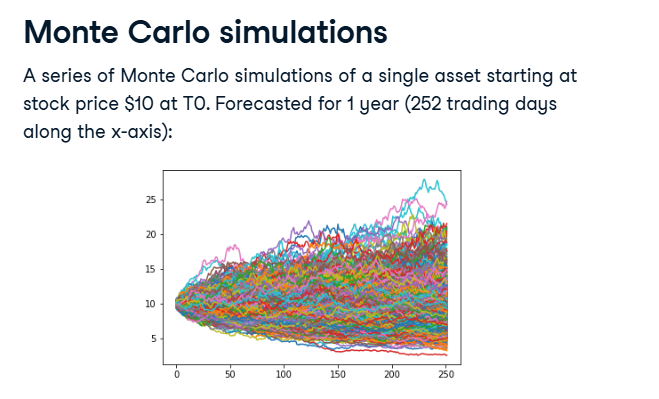 Monte Carlo simulations
A series of Monte Carlo simulations of a single asset starting at
stock price $10 at T0. Forecasted for 1 year (252 trading days
along the x-axis):
25
20
15
10
5
0 50 100 150 200 250